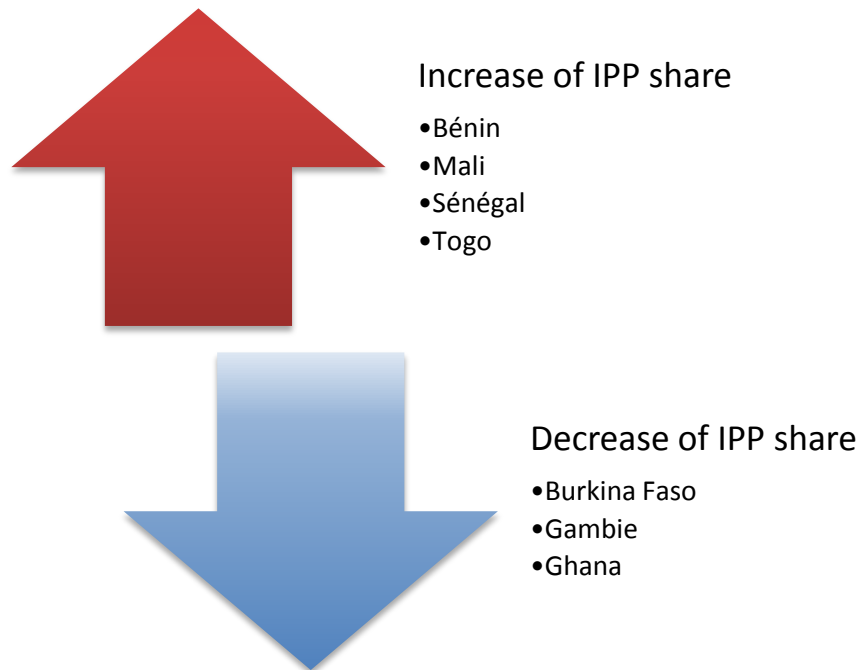 Increase of IPP share
•Bénin
•Mali
•Sénégal
•Togo
Decrease of IPP share
•Burkina Faso
•Gambie
•Ghana